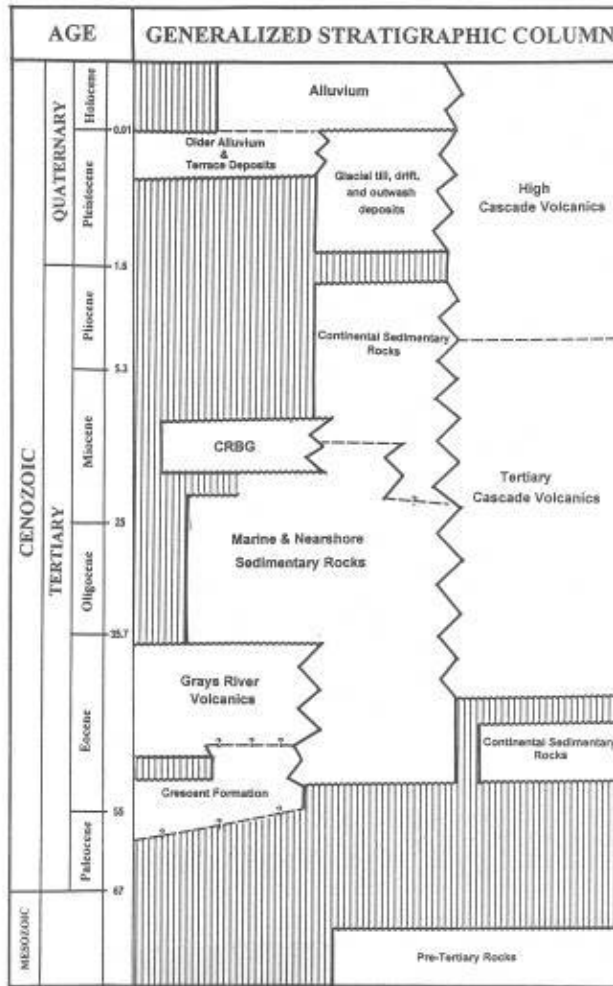 AGE
GENERALIZED STRATIGRAPHIC COLUMN
CENOZOIC
MESOZOIC
QUATERNARY
TERTIARY
Holocene
Pleistocene
Pliocene
Miocene
Oligocene
Eocene
Paleocene
0.01
1.6
5.3
25
35.7
55
67
Alluvium
Older Alluvium
&
Terrace Deposits
Glacial till, drift,
and outwash
deposits
High
Cascade Volcanics
Continental Sedimentary
Rocks
CRBG
Tertiary
Cascade Volcanics
Marine & Nearshore
Sedimentary Rocks
Grays River
Volcanics
? ? ?
Continental Sedimentary
Rocks
Crescent Formation
? ? ?
Pre-Tertiary Rocks